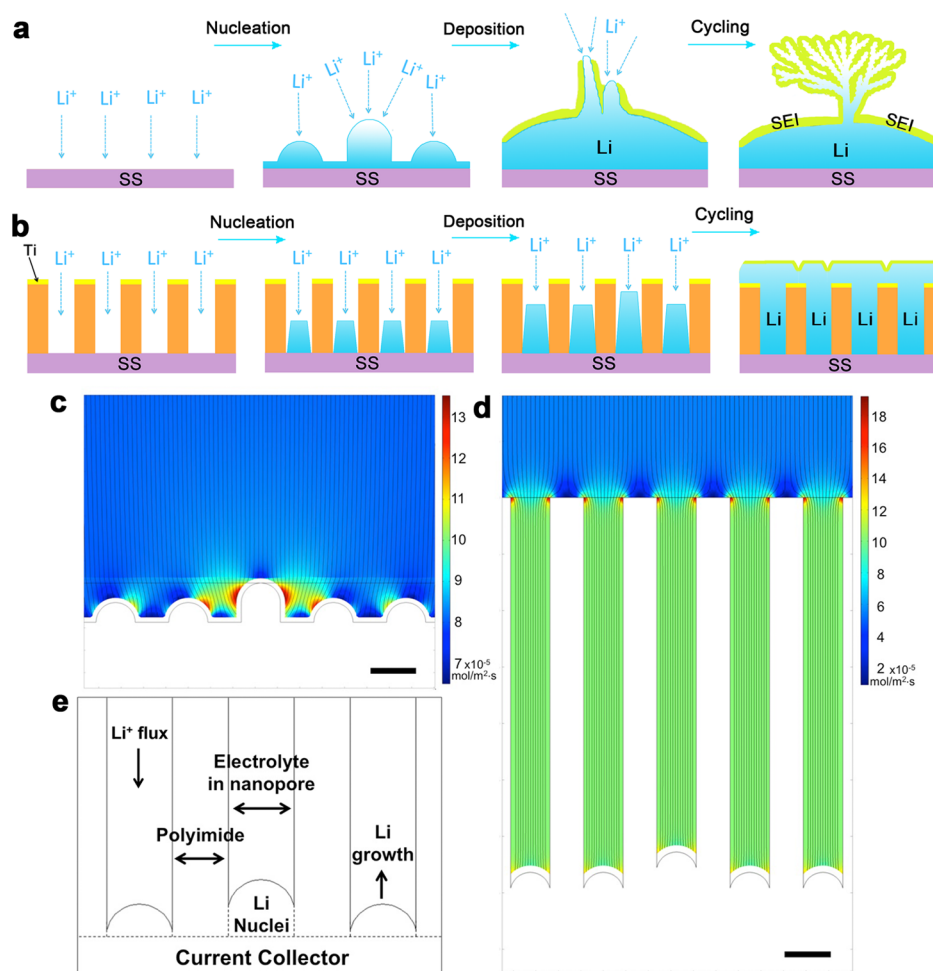 a
Nucleation
Deposition
Cycling
Li⁺ Li⁺ Li⁺ Li⁺
Li⁺ Li⁺ Li⁺ Li⁺ Li⁺
Li⁺
SEI SEI
Li
Li
SS
SS
SS
SS
b
Nucleation
Deposition
Cycling
Ti
Li⁺ Li⁺ Li⁺ Li⁺
Li⁺ Li⁺ Li⁺ Li⁺
Li⁺ Li⁺ Li⁺ Li⁺
Li Li Li Li
SS
SS
SS
SS
c
13
12
11
10
9
8
7 x10⁻⁵
mol/m²·s
d
18
16
14
12
10
8
6
4
2 x10⁻⁵
mol/m²·s
e
Li⁺ flux
Electrolyte
in nanopore
Polyimide
Li
growth
Li
Nuclei
Current Collector